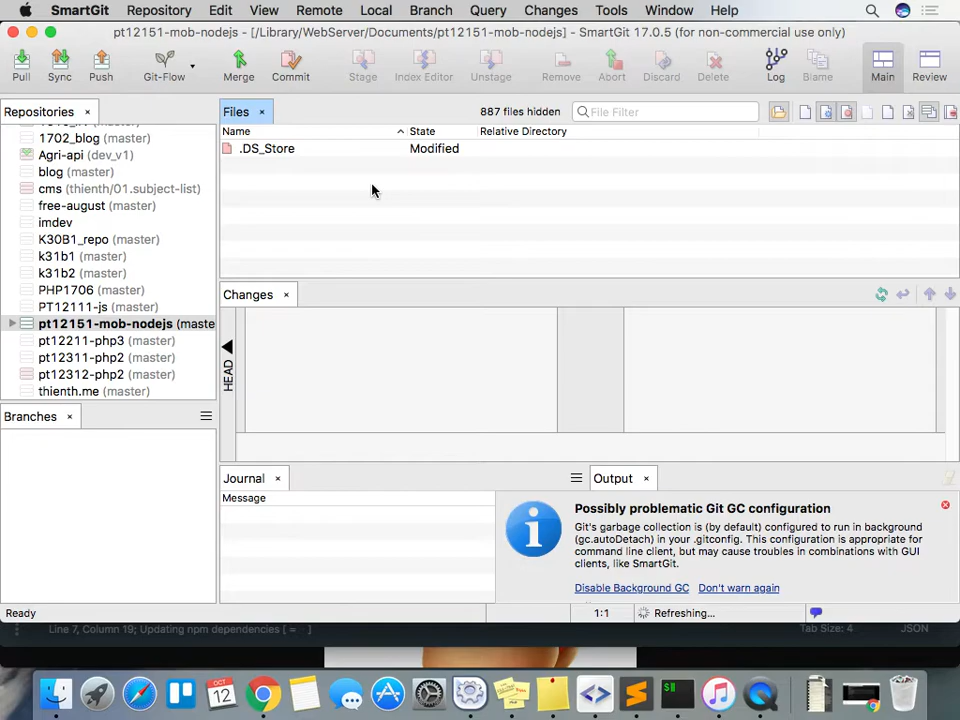 SmartGit Repository Edit View Remote Local Branch Query Changes Tools Window Help
pt12151-mob-nodejs - [/Library/WebServer/Documents/pt12151-mob-nodejs] - SmartGit 17.0.5 (for non-commercial use only)
Pull Sync Push Git-Flow Merge Commit Stage Index Editor Unstage Remove Abort Discard Delete Log Blame Main Review
Repositories
Files
887 files hidden
File Filter
Name State Relative Directory
.DS_Store Modified
1702_blog (master)
Agri-api (dev_v1)
blog (master)
cms (thienth/01.subject-list)
free-august (master)
imdev
K30B1_repo (master)
k31b1 (master)
k31b2 (master)
PHP1706 (master)
PT12111-js (master)
pt12151-mob-nodejs (maste
pt12211-php3 (master)
pt12311-php2 (master)
pt12312-php2 (master)
thienth.me (master)
Changes
HEAD
Branches
Journal
Message
Output
Possibly problematic Git GC configuration
Git's garbage collection is (by default) configured to run in background
(gc.autoDetach) in your .gitconfig. This configuration is appropriate for
command line client, but may cause troubles in combinations with GUI
clients, like SmartGit.
Disable Background GC Don't warn again
Ready
1:1
Refreshing...
Line 7, Column 19; Updating npm dependencies [ = ]
Tab Size: 4
JSON
OCT
12